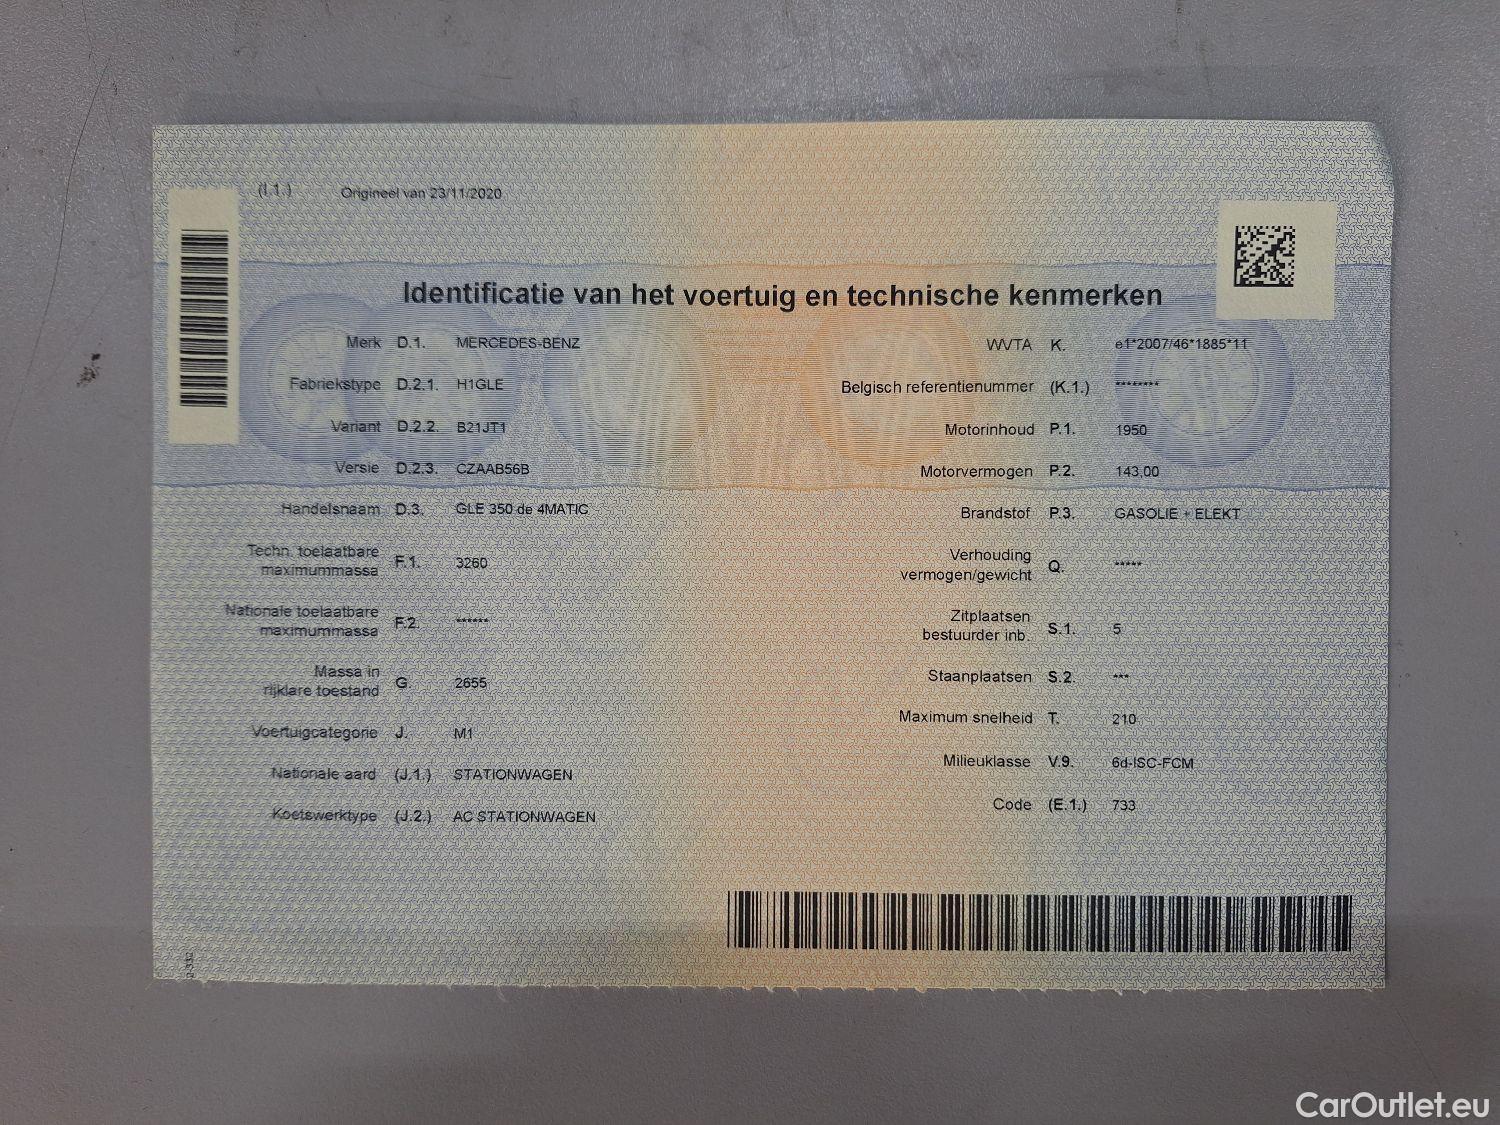 (I.1.) Origineel van 23/11/2020
Identificatie van het voertuig en technische kenmerken
Merk D.1. MERCEDES-BENZ
Fabriekstype D.2.1. H1GLE
Variant D.2.2. B21JT1
Versie D.2.3. CZAAB56B
Handelsnaam D.3. GLE 350 de 4MATIC
Techn. toelaatbare
maximummassa F.1. 3260
Nationale toelaatbare
maximummassa F.2. ******
Massa in
rijklare toestand G. 2655
Voertuigcategorie J. M1
Nationale aard (J.1.) STATIONWAGEN
Koetswerktype (J.2.) AC STATIONWAGEN
WVTA K. e1*2007/46*1885*11
Belgisch referentienummer (K.1.) ********
Motorinhoud P.1. 1950
Motorvermogen P.2. 143,00
Brandstof P.3. GASOLIE + ELEKT
Verhouding
vermogen/gewicht Q. *****
Zitplaatsen
bestuurder inb. S.1. 5
Staanplaatsen S.2. ***
Maximum snelheid T. 210
Milieuklasse V.9. 6d-ISC-FCM
Code (E.1.) 733
CarOutlet.eu